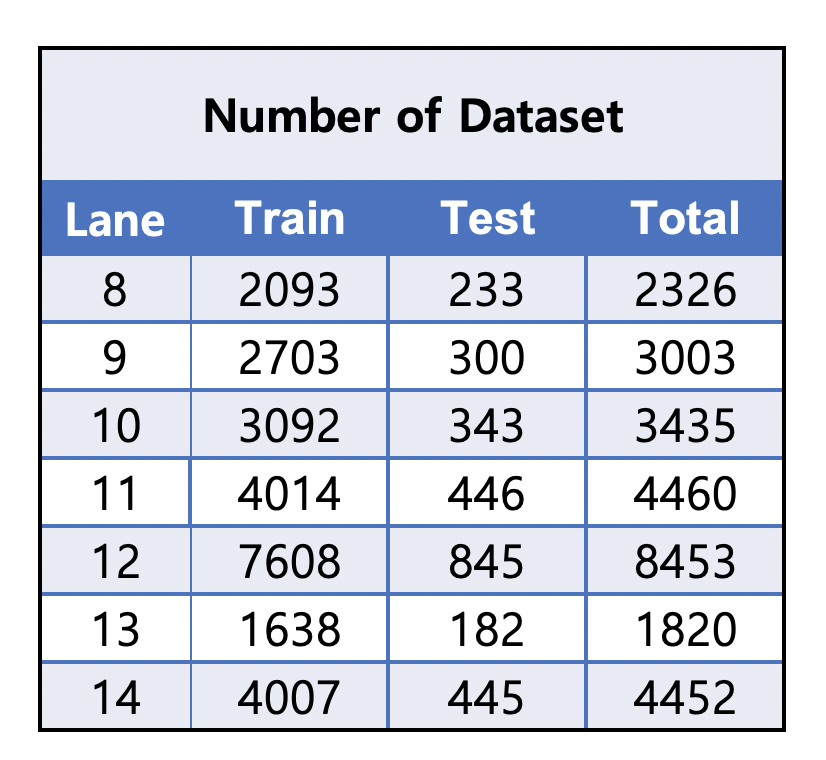 Number of Dataset
Lane Train Test Total
8 2093 233 2326
9 2703 300 3003
10 3092 343 3435
11 4014 446 4460
12 7608 845 8453
13 1638 182 1820
14 4007 445 4452